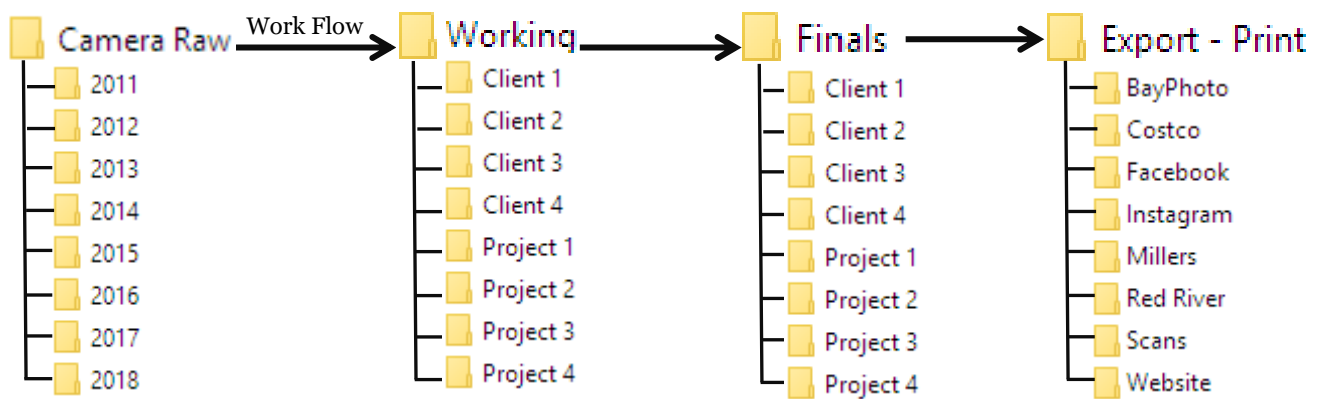 Camera Raw
2011
2012
2013
2014
2015
2016
2017
2018
Work Flow
Working
Client 1
Client 2
Client 3
Client 4
Project 1
Project 2
Project 3
Project 4
Finals
Client 1
Client 2
Client 3
Client 4
Project 1
Project 2
Project 3
Project 4
Export - Print
BayPhoto
Costco
Facebook
Instagram
Millers
Red River
Scans
Website